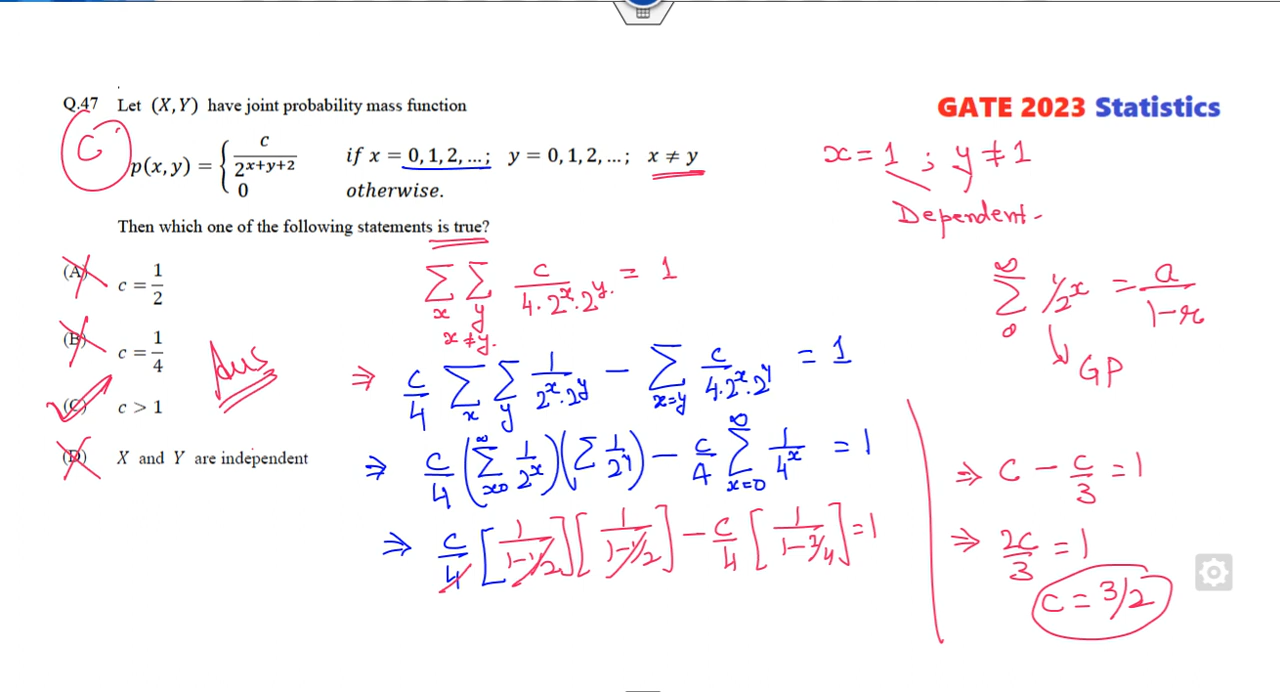 Q.47 Let (X,Y) have joint probability mass function
GATE 2023 Statistics
C
p(x,y) = { c/2^(x+y+2) if x = 0,1,2, ...; y = 0,1,2, ...; x ≠ y
0 otherwise.
x = 1 ; y ≠ 1
Dependent -
Then which one of the following statements is true?
(A) c = 1/2
(B) c = 1/4
(C) c > 1
(D) X and Y are independent
Ans
Σ_x Σ_y c/(4·2^x·2^y) = 1
x ≠ y
⇒ c/4 Σ_x Σ_y 1/(2^x·2^y) − Σ_(x=y) c/(4·2^x·2^y) = 1
⇒ c/4 (Σ_(x=0)^∞ 1/2^x)(Σ 1/2^y) − c/4 Σ_(x=0)^∞ 1/4^x = 1
⇒ c/4 [1/(1-1/2)] [1/(1-1/2)] − c/4 [1/(1-1/4)] = 1
Σ_0^∞ 1/2^x = a/(1-r)
GP
⇒ c − c/3 = 1
⇒ 2c/3 = 1
c = 3/2